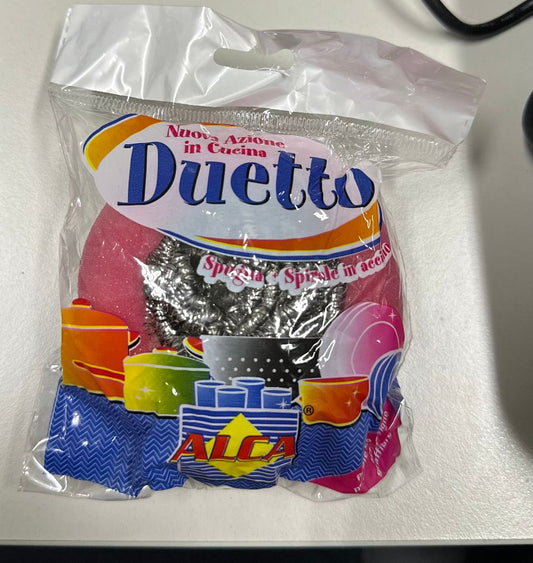 Nuova Azione
in Cucina
Duetto
Spugna + Spirale in acciaio
ALCA
®